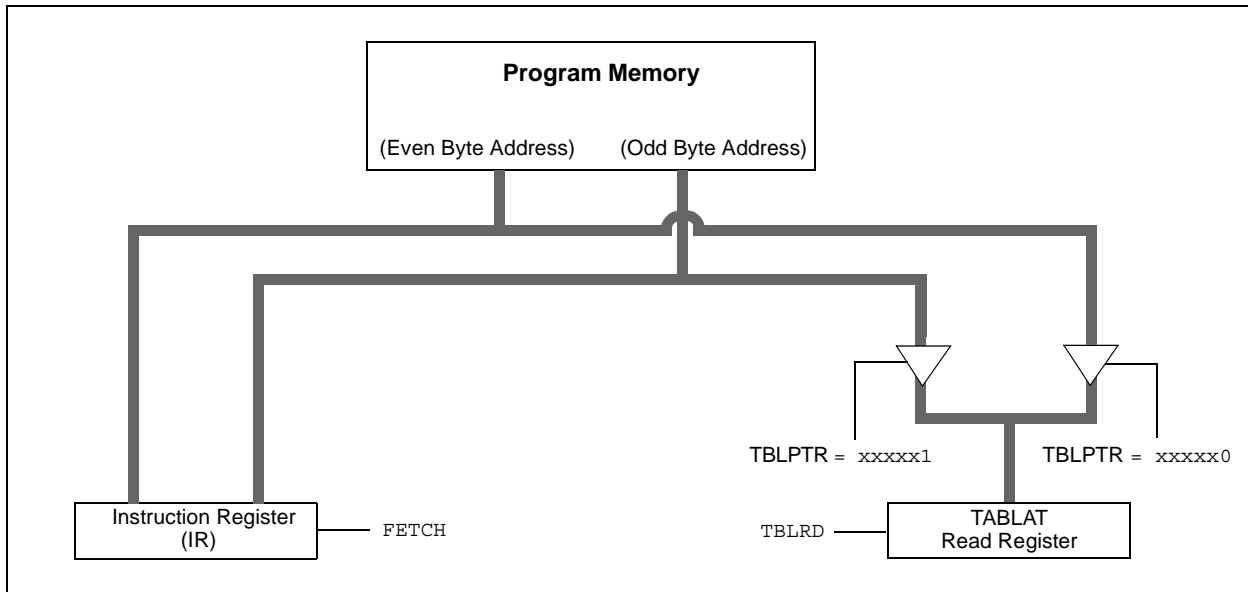 Program Memory
(Even Byte Address) (Odd Byte Address)
TBLPTR = xxxxx1 TBLPTR = xxxxx0
Instruction Register
(IR)
FETCH
TBLRD
TABLAT
Read Register